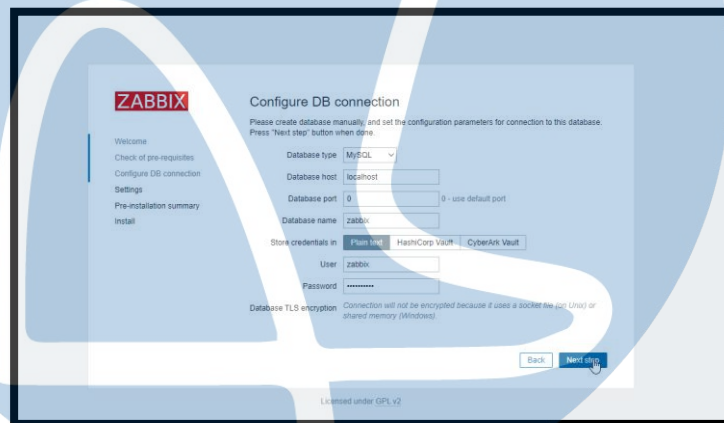 ZABBIX
Welcome
Check of pre-requisites
Configure DB connection
Settings
Pre-installation summary
Install
Configure DB connection
Please create database manually, and set the configuration parameters for connection to this database.
Press "Next step" button when done.
Database type MySQL
Database host localhost
Database port 0 0 - use default port
Database name zabbix
Store credentials in Plain text HashiCorp Vault CyberArk Vault
User zabbix
Password ••••••••••
Database TLS encryption Connection will not be encrypted because it uses a socket file (on Unix) or
shared memory (Windows).
Back Next step
Licensed under GPL v2